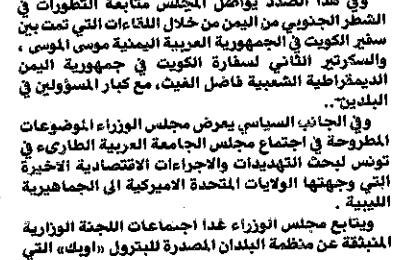 وفي هذا الصدد يواصل المجلس متابعة التطورات في
الشطر الجنوبي من اليمن من خلال اللقاءات التي تمت بين
سفير الكويت في الجمهورية العربية اليمنية موسى الموسى ،
والسكرتير الثاني لسفارة الكويت في جمهورية اليمن
الديمقراطية الشعبية فاضل الغيث، مع كبار المسؤولين في
البلدين..
وفي الجانب السياسي يعرض مجلس الوزراء الموضوعات
المطروحة في اجتماع مجلس الجامعة العربية الطارىء في
تونس لبحث التهديدات والاجراءات الاقتصادية الاخيرة
التي وجهتها الولايات المتحدة الاميركية الى الجماهيرية
الليبية .
ويتابع مجلس الوزراء غدا اجتماعات اللجنة الوزارية
المنبثقة عن منظمة البلدان المصدرة للبترول «اوبك» التي